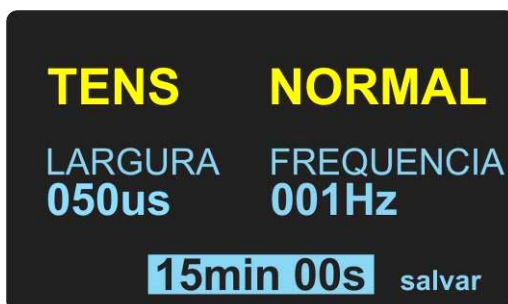 TENS NORMAL
LARGURA FREQUENCIA
050us 001Hz
15min 00s salvar